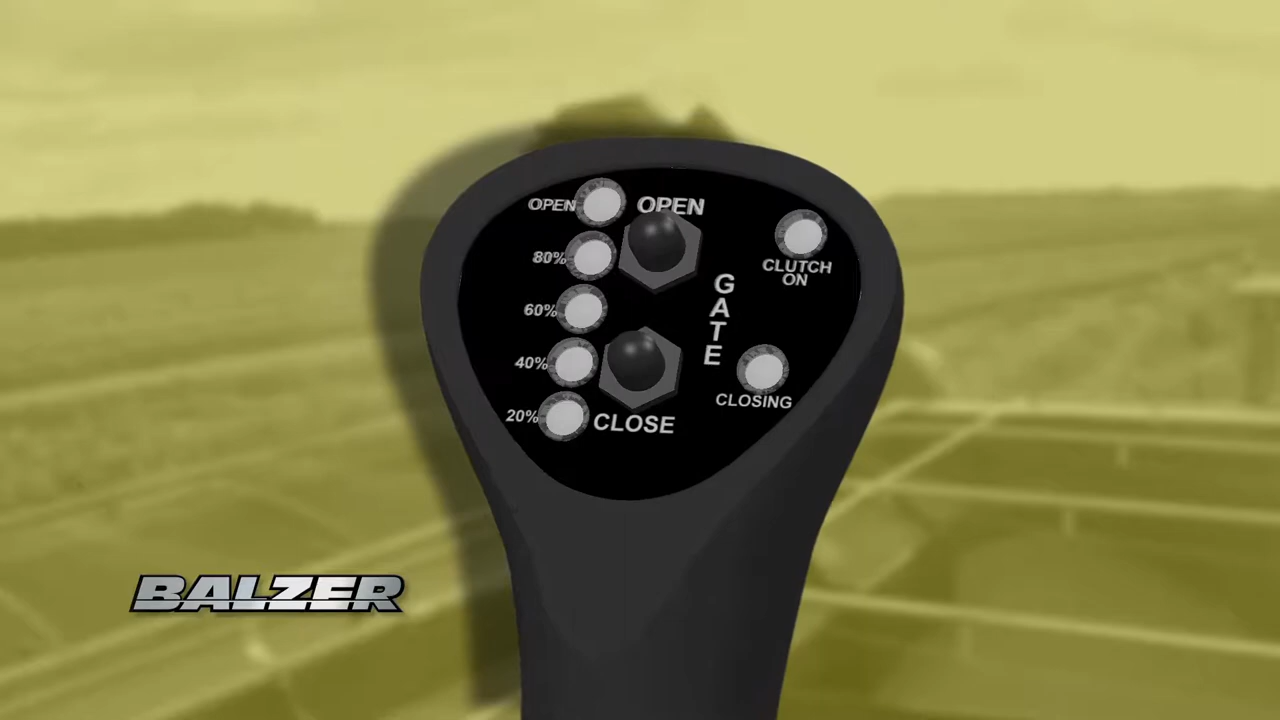 OPEN
OPEN
80%
60%
40%
20%
CLOSE
GATE
CLUTCH
ON
CLOSING
BALZER